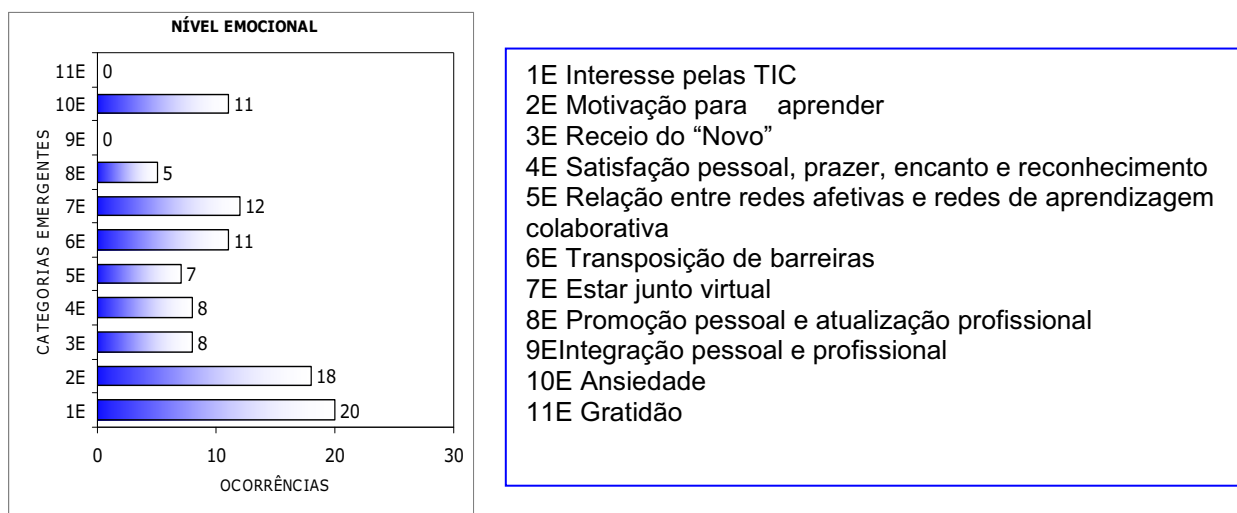 NÍVEL EMOCIONAL
CATEGORIAS EMERGENTES
11E 0
10E 11
9E 0
8E 5
7E 12
6E 11
5E 7
4E 8
3E 8
2E 18
1E 20
0 10 20 30
OCORRÊNCIAS
1E Interesse pelas TIC
2E Motivação para aprender
3E Receio do “Novo”
4E Satisfação pessoal, prazer, encanto e reconhecimento
5E Relação entre redes afetivas e redes de aprendizagem
colaborativa
6E Transposição de barreiras
7E Estar junto virtual
8E Promoção pessoal e atualização profissional
9EIntegração pessoal e profissional
10E Ansiedade
11E Gratidão